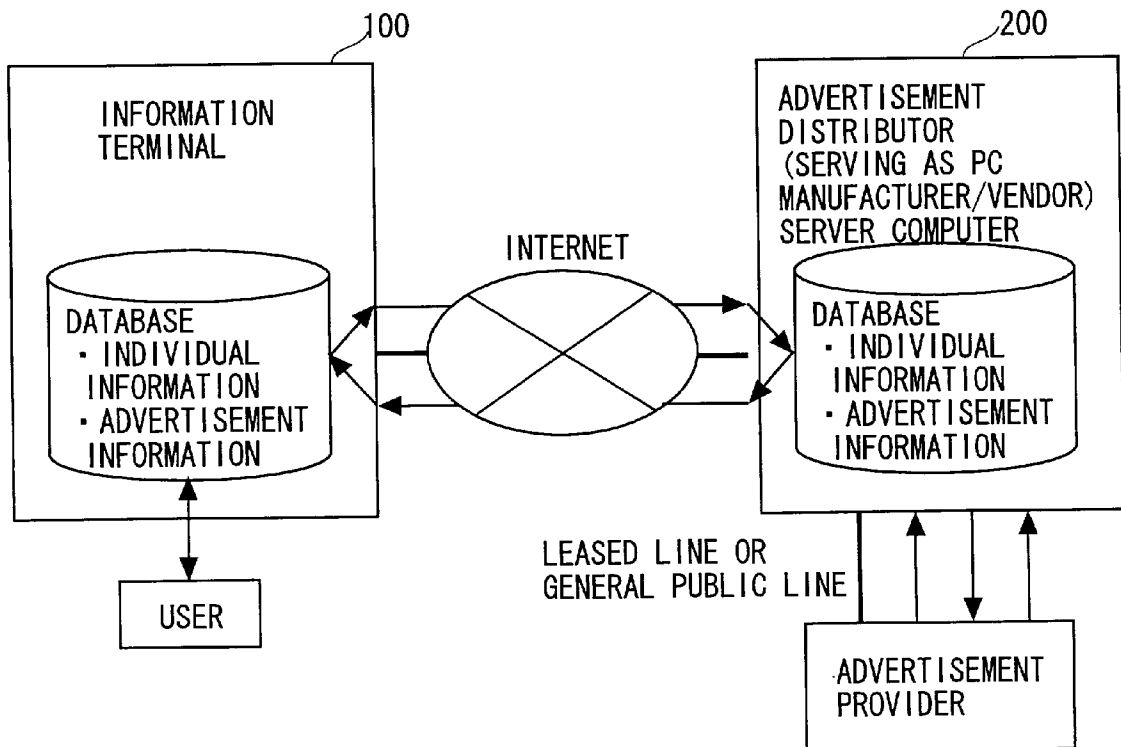 100
INFORMATION
TERMINAL
DATABASE
・INDIVIDUAL
INFORMATION
・ADVERTISEMENT
INFORMATION
USER
INTERNET
200
ADVERTISEMENT
DISTRIBUTOR
(SERVING AS PC
MANUFACTURER/VENDOR)
SERVER COMPUTER
DATABASE
・INDIVIDUAL
INFORMATION
・ADVERTISEMENT
INFORMATION
LEASED LINE OR
GENERAL PUBLIC LINE
ADVERTISEMENT
PROVIDER